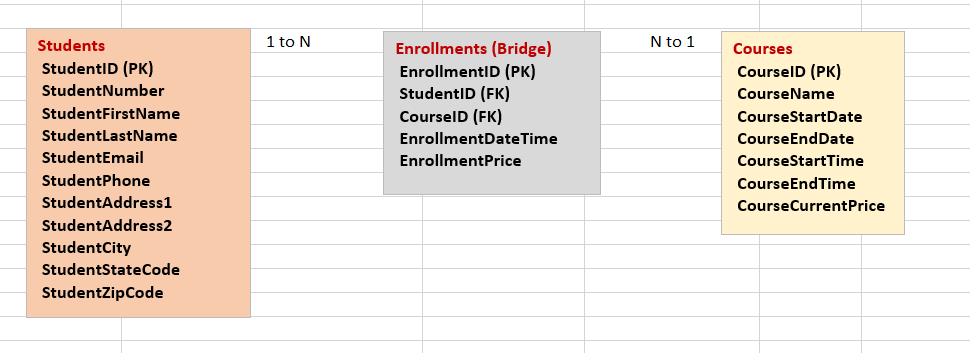 Students
StudentID (PK)
StudentNumber
StudentFirstName
StudentLastName
StudentEmail
StudentPhone
StudentAddress1
StudentAddress2
StudentCity
StudentStateCode
StudentZipCode
1 to N
Enrollments (Bridge)
EnrollmentID (PK)
StudentID (FK)
CourseID (FK)
EnrollmentDateTime
EnrollmentPrice
N to 1
Courses
CourseID (PK)
CourseName
CourseStartDate
CourseEndDate
CourseStartTime
CourseEndTime
CourseCurrentPrice